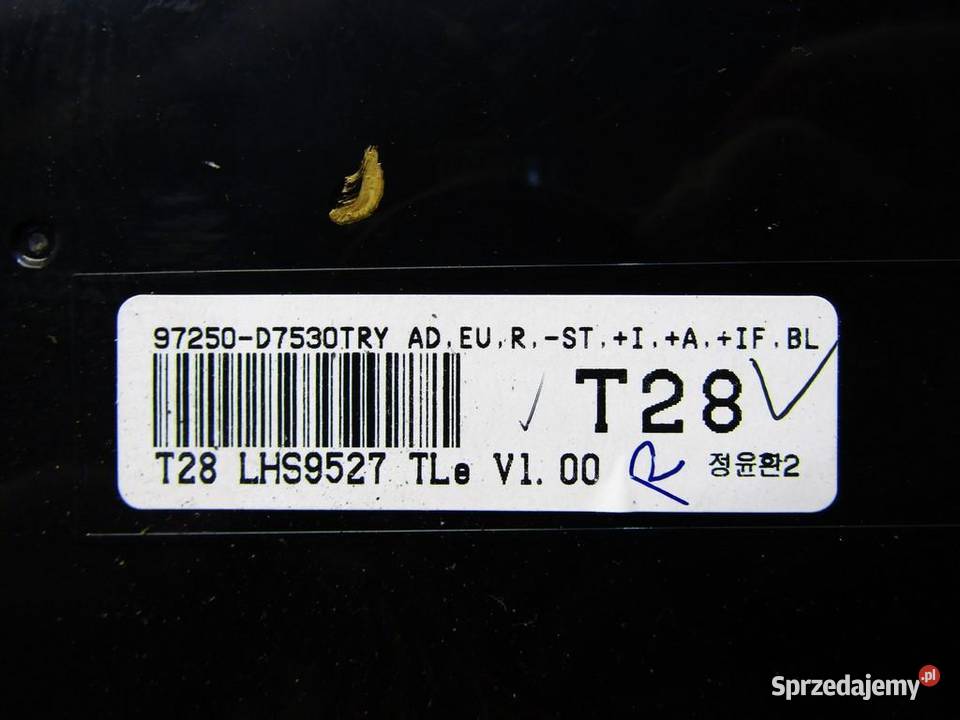 97250-D7530TRY AD,EU,R,-ST,+I,+A,+IF,BL
T28
T28 LHS9527 TLe V1.00
R
정윤환2
Sprzedajemy.pl